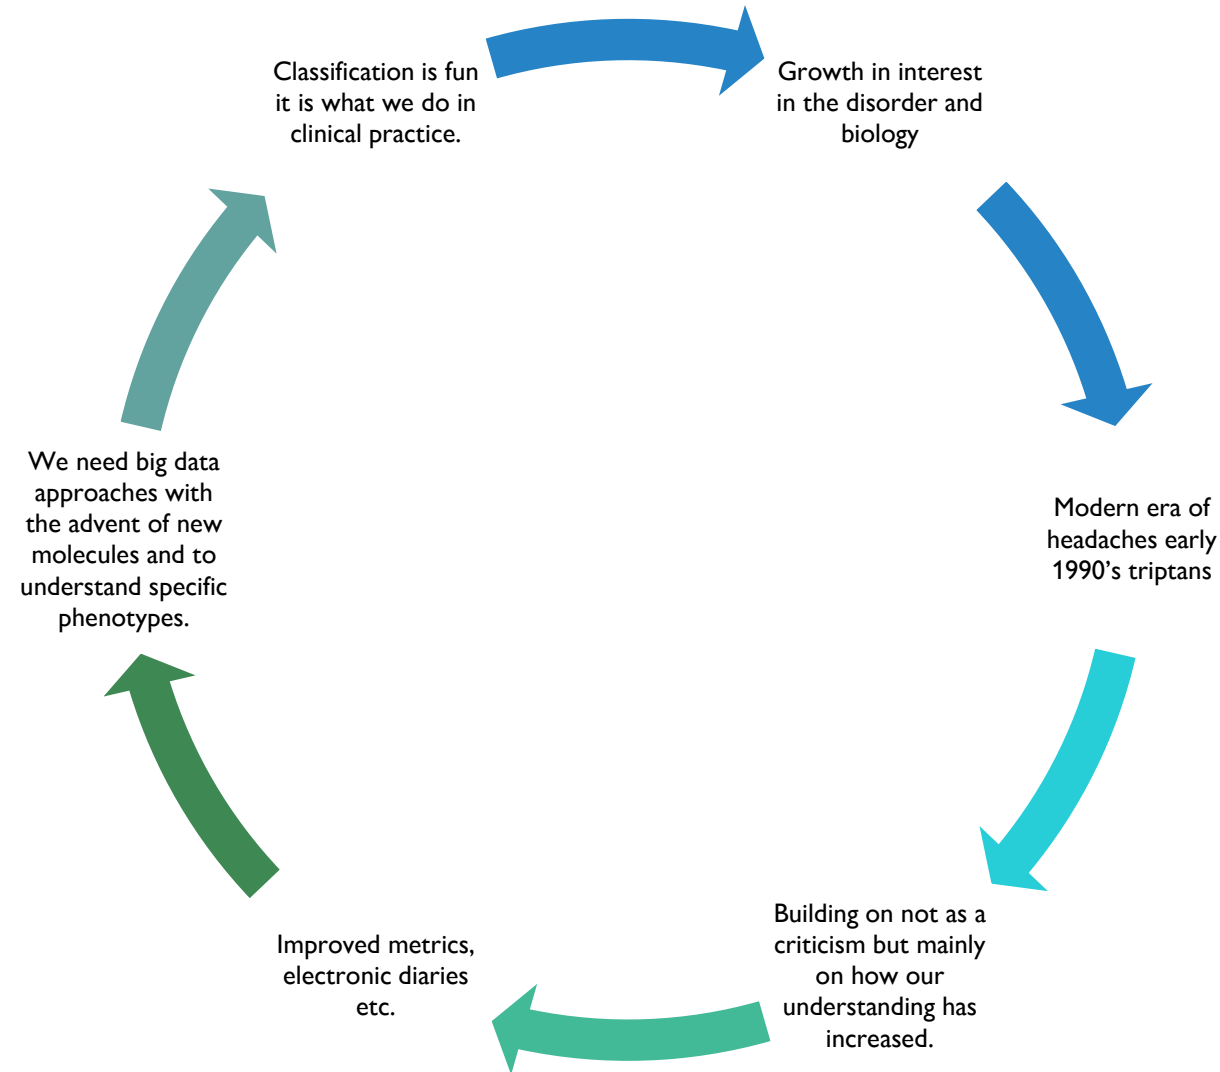 Classification is fun
it is what we do in
clinical practice.
Growth in interest
in the disorder and
biology
Modern era of
headaches early
1990's triptans
Building on not as a
criticism but mainly
on how our
understanding has
increased.
Improved metrics,
electronic diaries
etc.
We need big data
approaches with
the advent of new
molecules and to
understand specific
phenotypes.